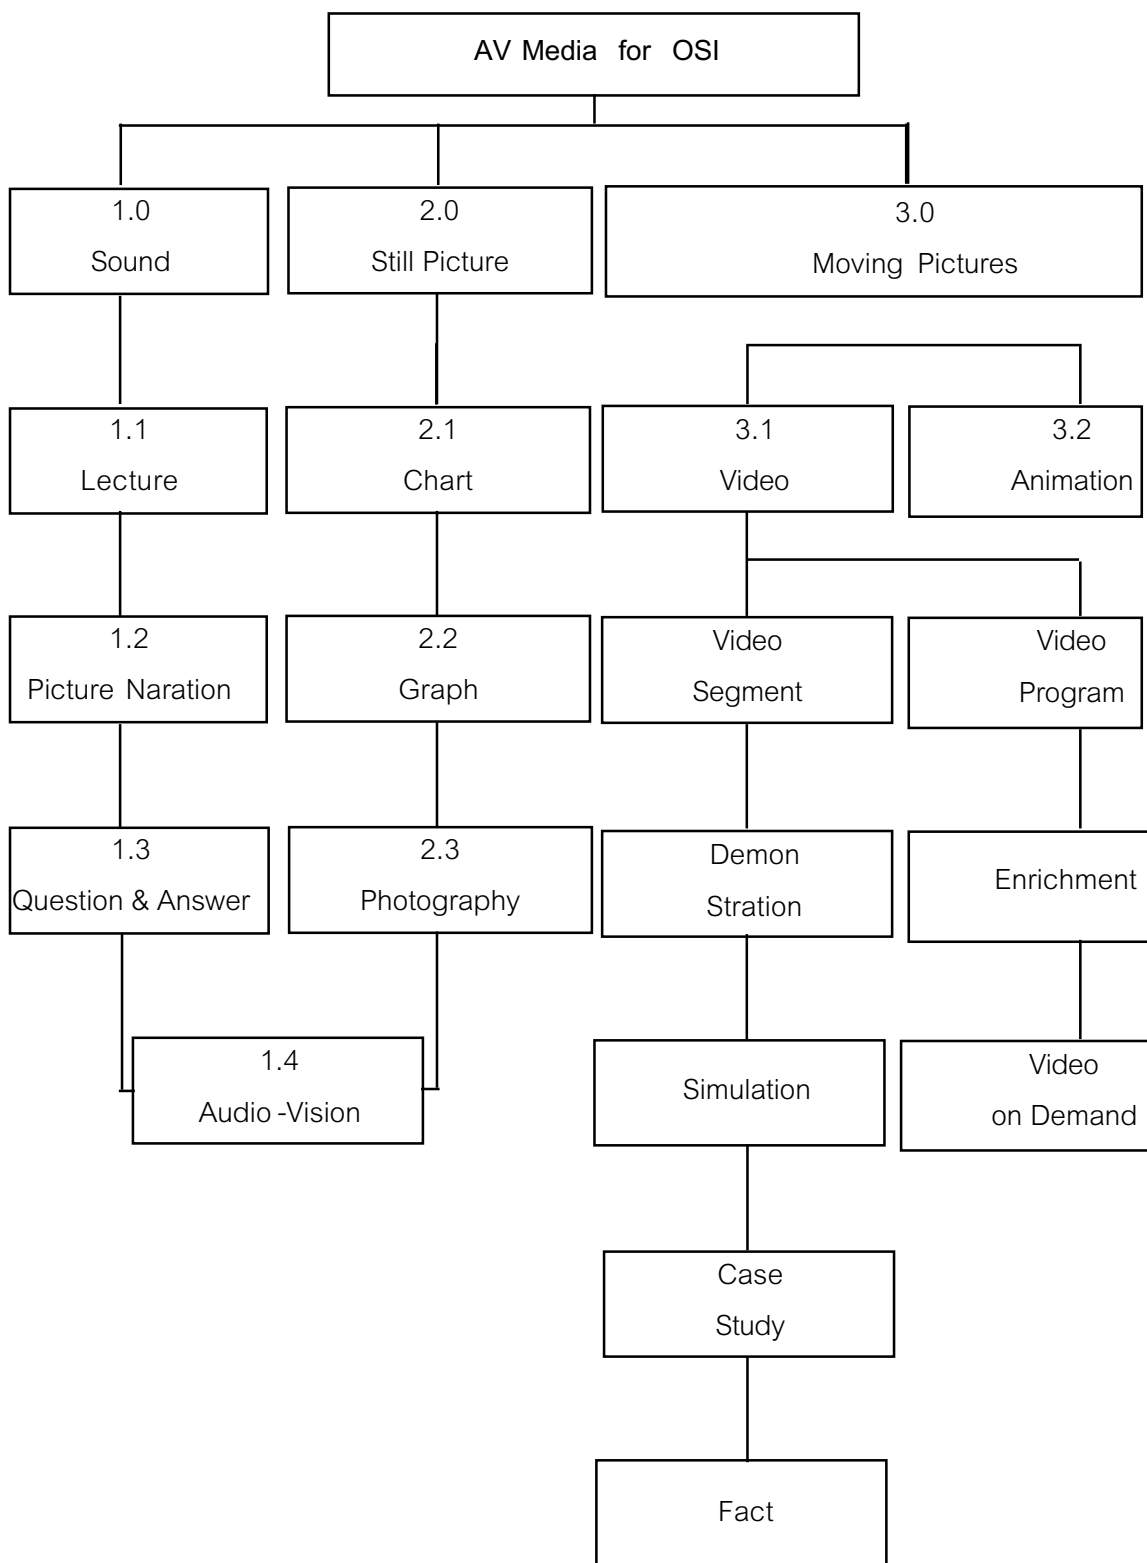 AV Media for OSI
1.0
Sound
2.0
Still Picture
3.0
Moving Pictures
1.1
Lecture
2.1
Chart
3.1
Video
3.2
Animation
1.2
Picture Naration
2.2
Graph
Video
Segment
Video
Program
1.3
Question & Answer
2.3
Photography
Demon
Stration
Enrichment
1.4
Audio-Vision
Simulation
Video
on Demand
Case
Study
Fact